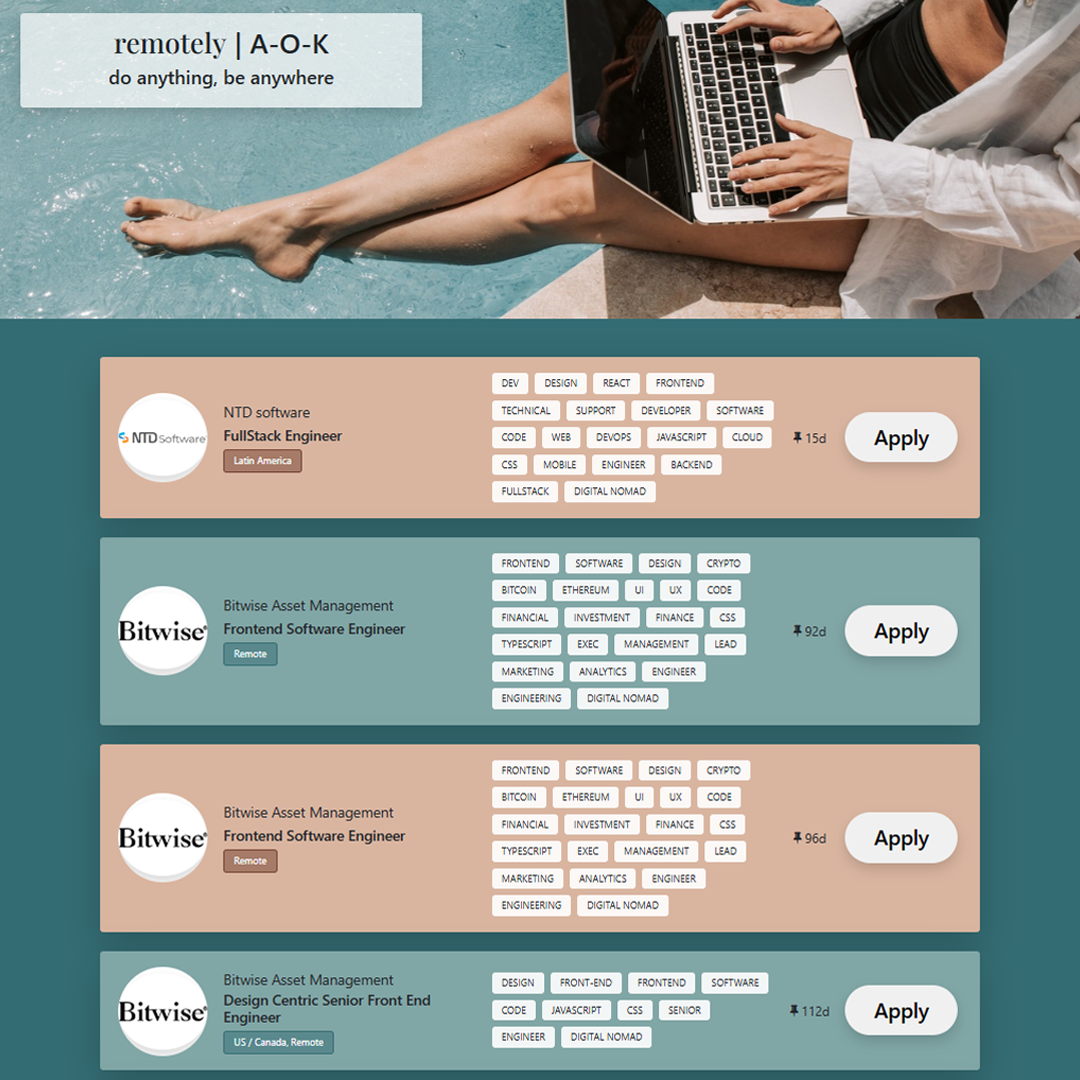 remotely | A-O-K
do anything, be anywhere
NTD Software
NTD software
FullStack Engineer
Latin America
DEV DESIGN REACT FRONTEND
TECHNICAL SUPPORT DEVELOPER SOFTWARE
CODE WEB DEVOPS JAVASCRIPT CLOUD
CSS MOBILE ENGINEER BACKEND
FULLSTACK DIGITAL NOMAD
15d
Apply
Bitwise®
Bitwise Asset Management
Frontend Software Engineer
Remote
FRONTEND SOFTWARE DESIGN CRYPTO
BITCOIN ETHEREUM UI UX CODE
FINANCIAL INVESTMENT FINANCE CSS
TYPESCRIPT EXEC MANAGEMENT LEAD
MARKETING ANALYTICS ENGINEER
ENGINEERING DIGITAL NOMAD
92d
Apply
Bitwise®
Bitwise Asset Management
Frontend Software Engineer
Remote
FRONTEND SOFTWARE DESIGN CRYPTO
BITCOIN ETHEREUM UI UX CODE
FINANCIAL INVESTMENT FINANCE CSS
TYPESCRIPT EXEC MANAGEMENT LEAD
MARKETING ANALYTICS ENGINEER
ENGINEERING DIGITAL NOMAD
96d
Apply
Bitwise®
Bitwise Asset Management
Design Centric Senior Front End
Engineer
US / Canada, Remote
DESIGN FRONT-END FRONTEND SOFTWARE
CODE JAVASCRIPT CSS SENIOR
ENGINEER DIGITAL NOMAD
112d
Apply